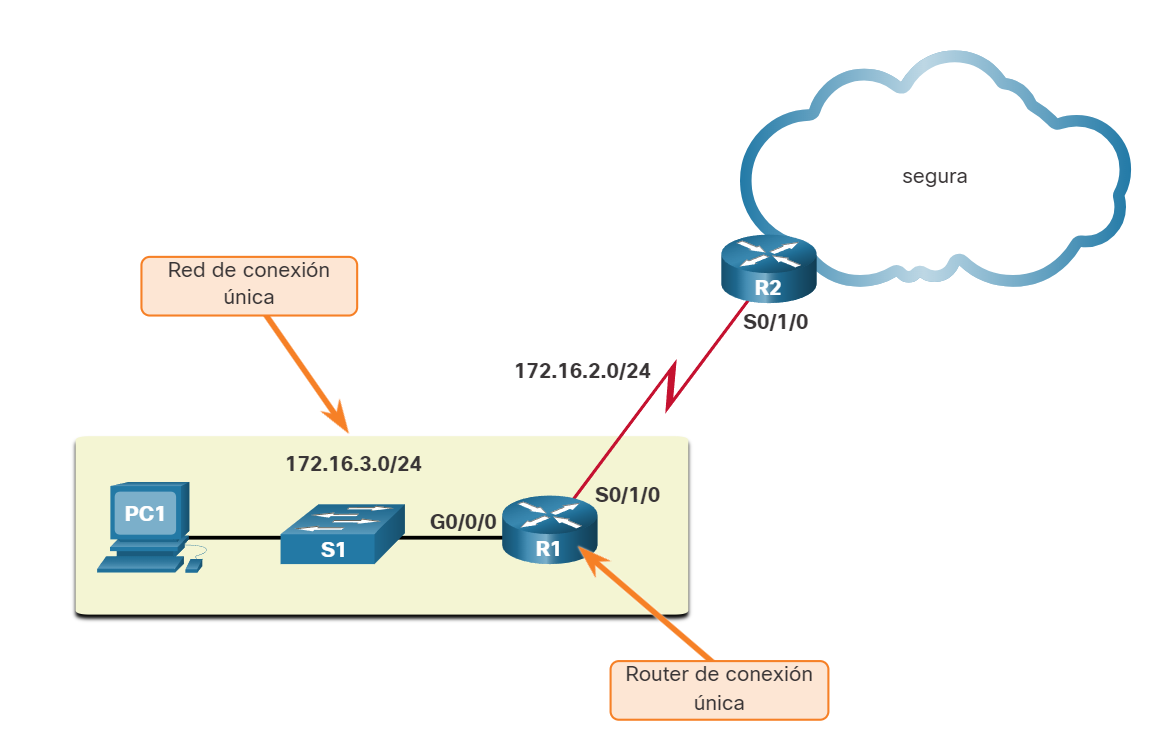 segura
Red de conexión
única
R2
S0/1/0
172.16.2.0/24
172.16.3.0/24
S0/1/0
PC1
G0/0/0
S1
R1
Router de conexión
única